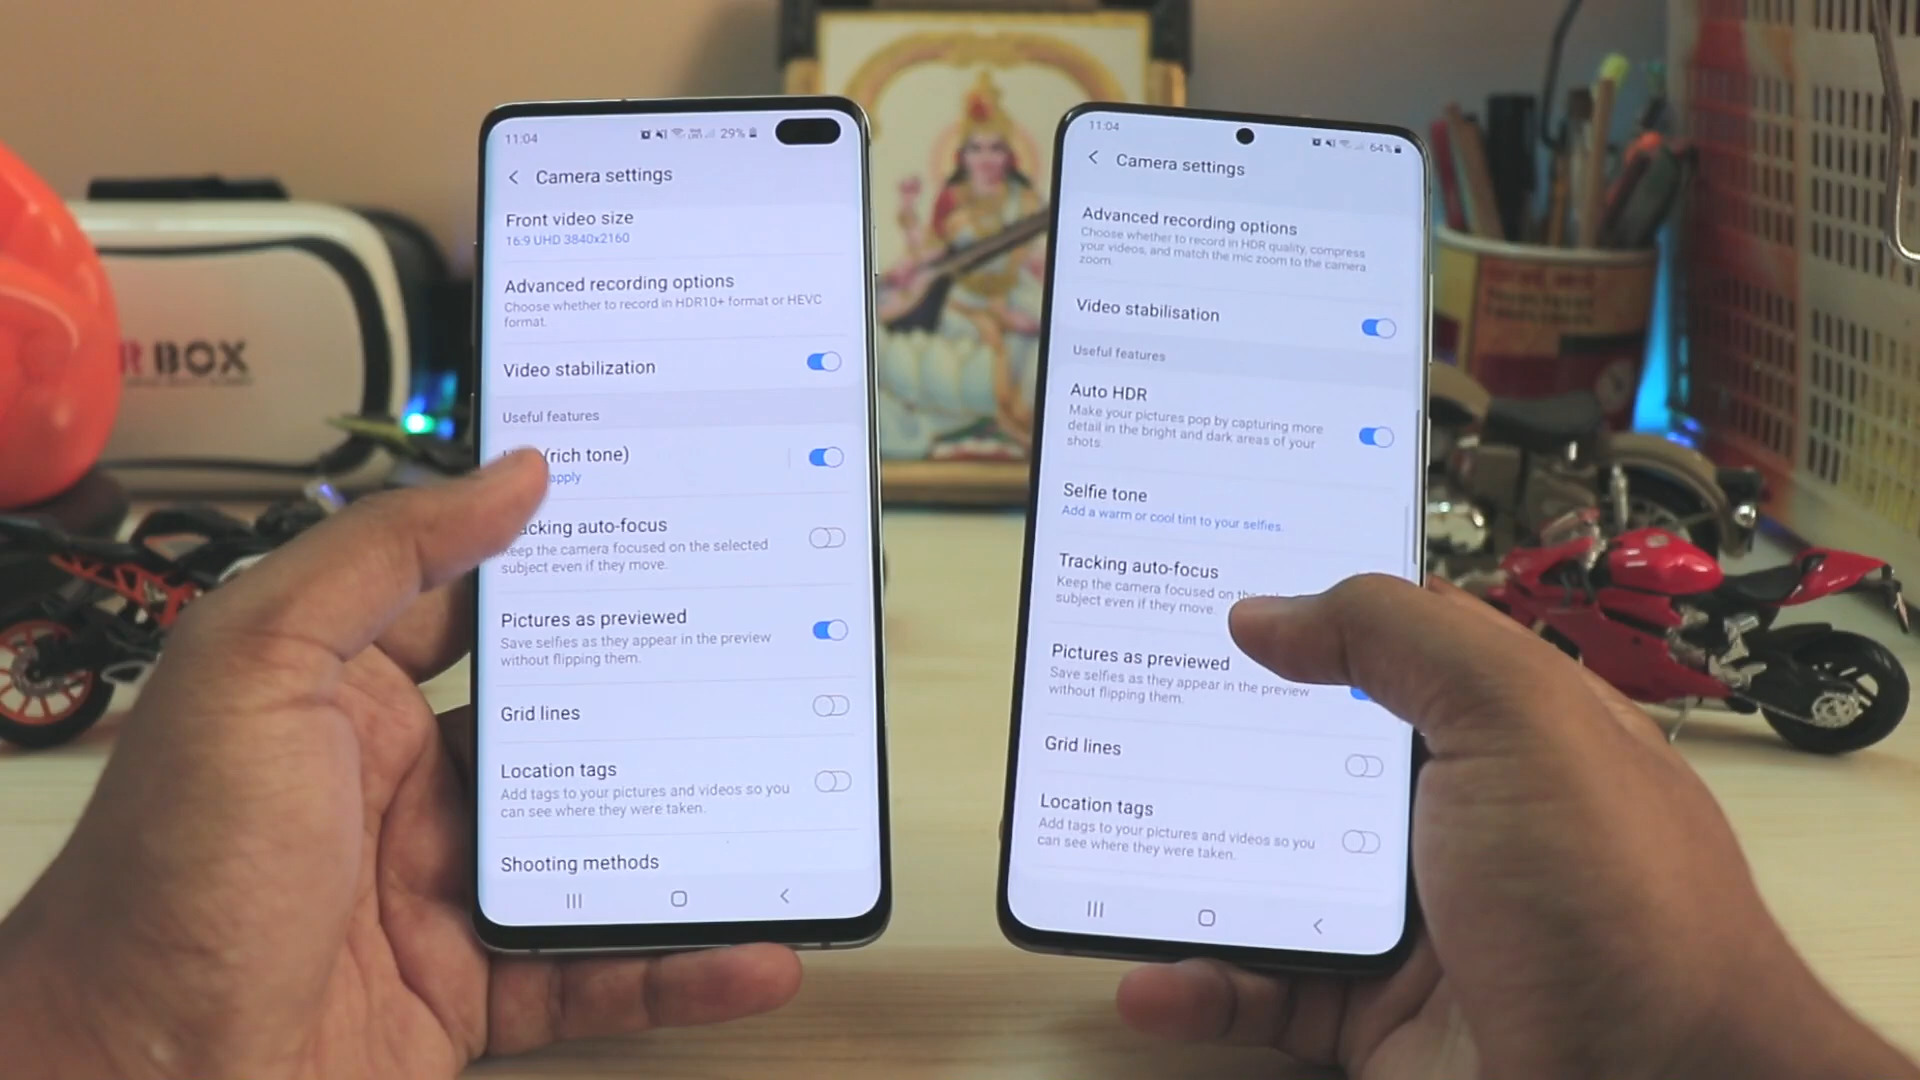 11:04
29%
Camera settings
Front video size
16:9 UHD 3840x2160
Advanced recording options
Choose whether to record in HDR10+ format or HEVC
format.
Video stabilization
Useful features
(rich tone)
apply
acking auto-focus
eep the camera focused on the selected
subject even if they move.
Pictures as previewed
Save selfies as they appear in the preview
without flipping them.
Grid lines
Location tags
Add tags to your pictures and videos so you
can see where they were taken.
Shooting methods
11:04
64%
Camera settings
Advanced recording options
Choose whether to record in HDR quality, compress
your videos, and match the mic zoom to the camera
zoom.
Video stabilisation
Useful features
Auto HDR
Make your pictures pop by capturing more
detail in the bright and dark areas of your
shots.
Selfie tone
Add a warm or cool tint to your selfies.
Tracking auto-focus
Keep the camera focused on
subject even if they move.
Pictures as previewed
Save selfies as they appear in the preview
without flipping them.
Grid lines
Location tags
Add tags to your pictures and videos so you
can see where they were taken.
R BOX